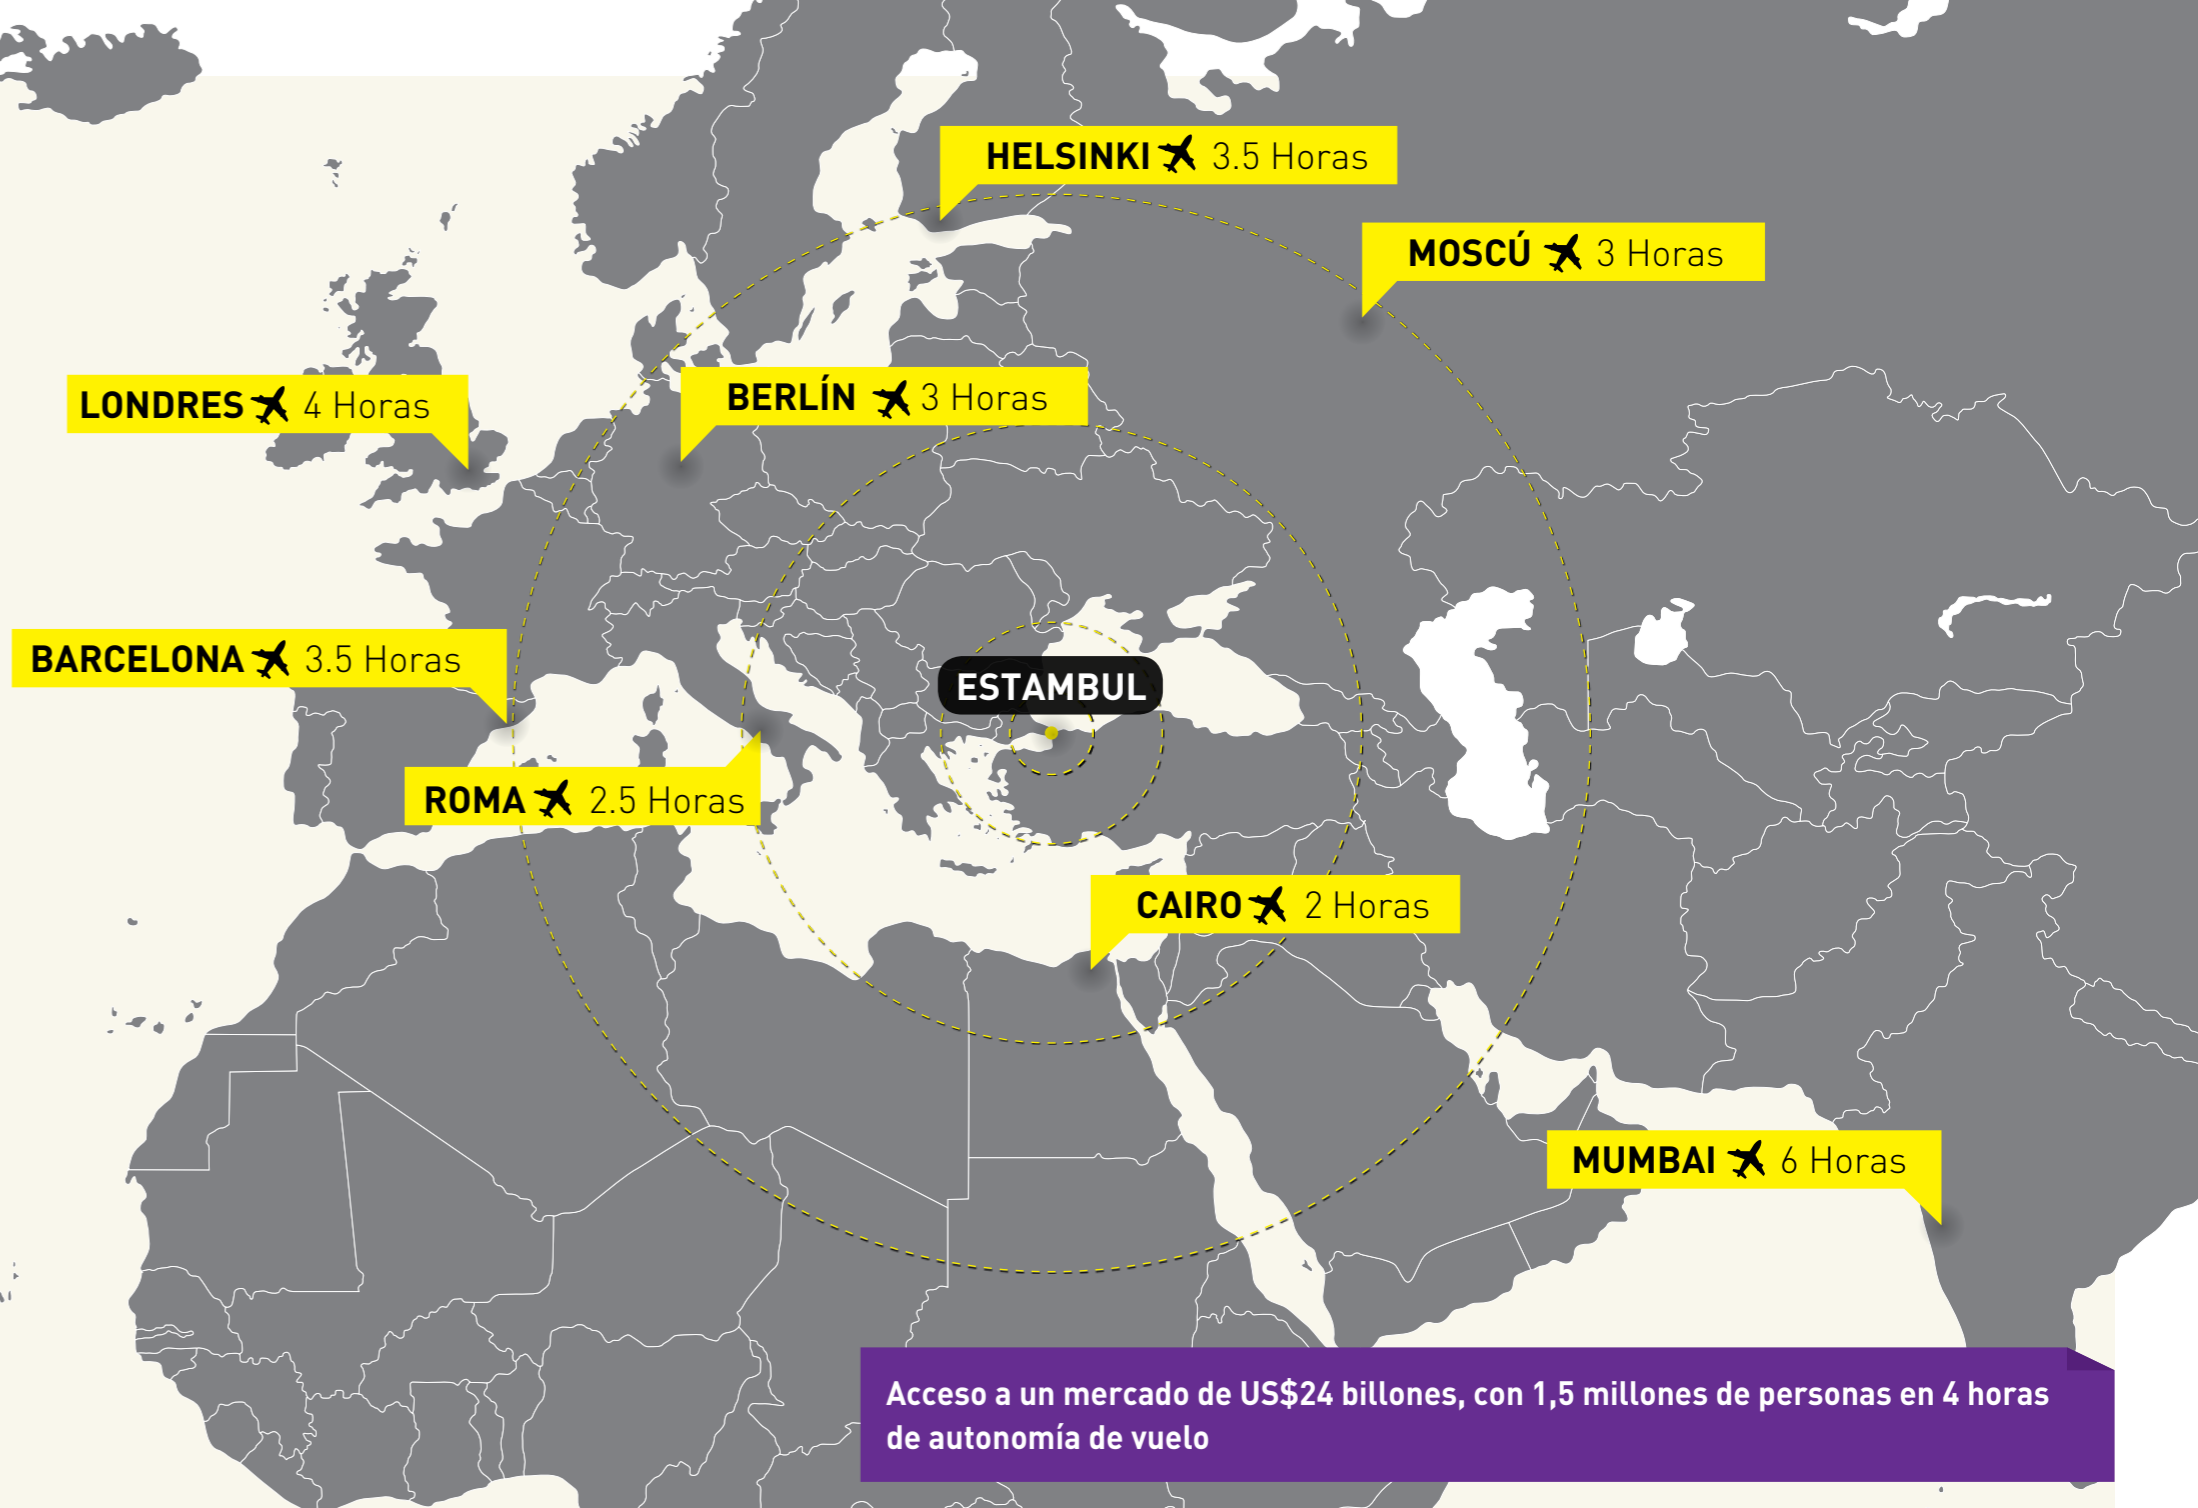 HELSINKI 3.5 Horas
MOSCÚ 3 Horas
LONDRES 4 Horas
BERLÍN 3 Horas
BARCELONA 3.5 Horas
ESTAMBUL
ROMA 2.5 Horas
CAIRO 2 Horas
MUMBAI 6 Horas
Acceso a un mercado de US$24 billones, con 1,5 millones de personas en 4 horas
de autonomía de vuelo